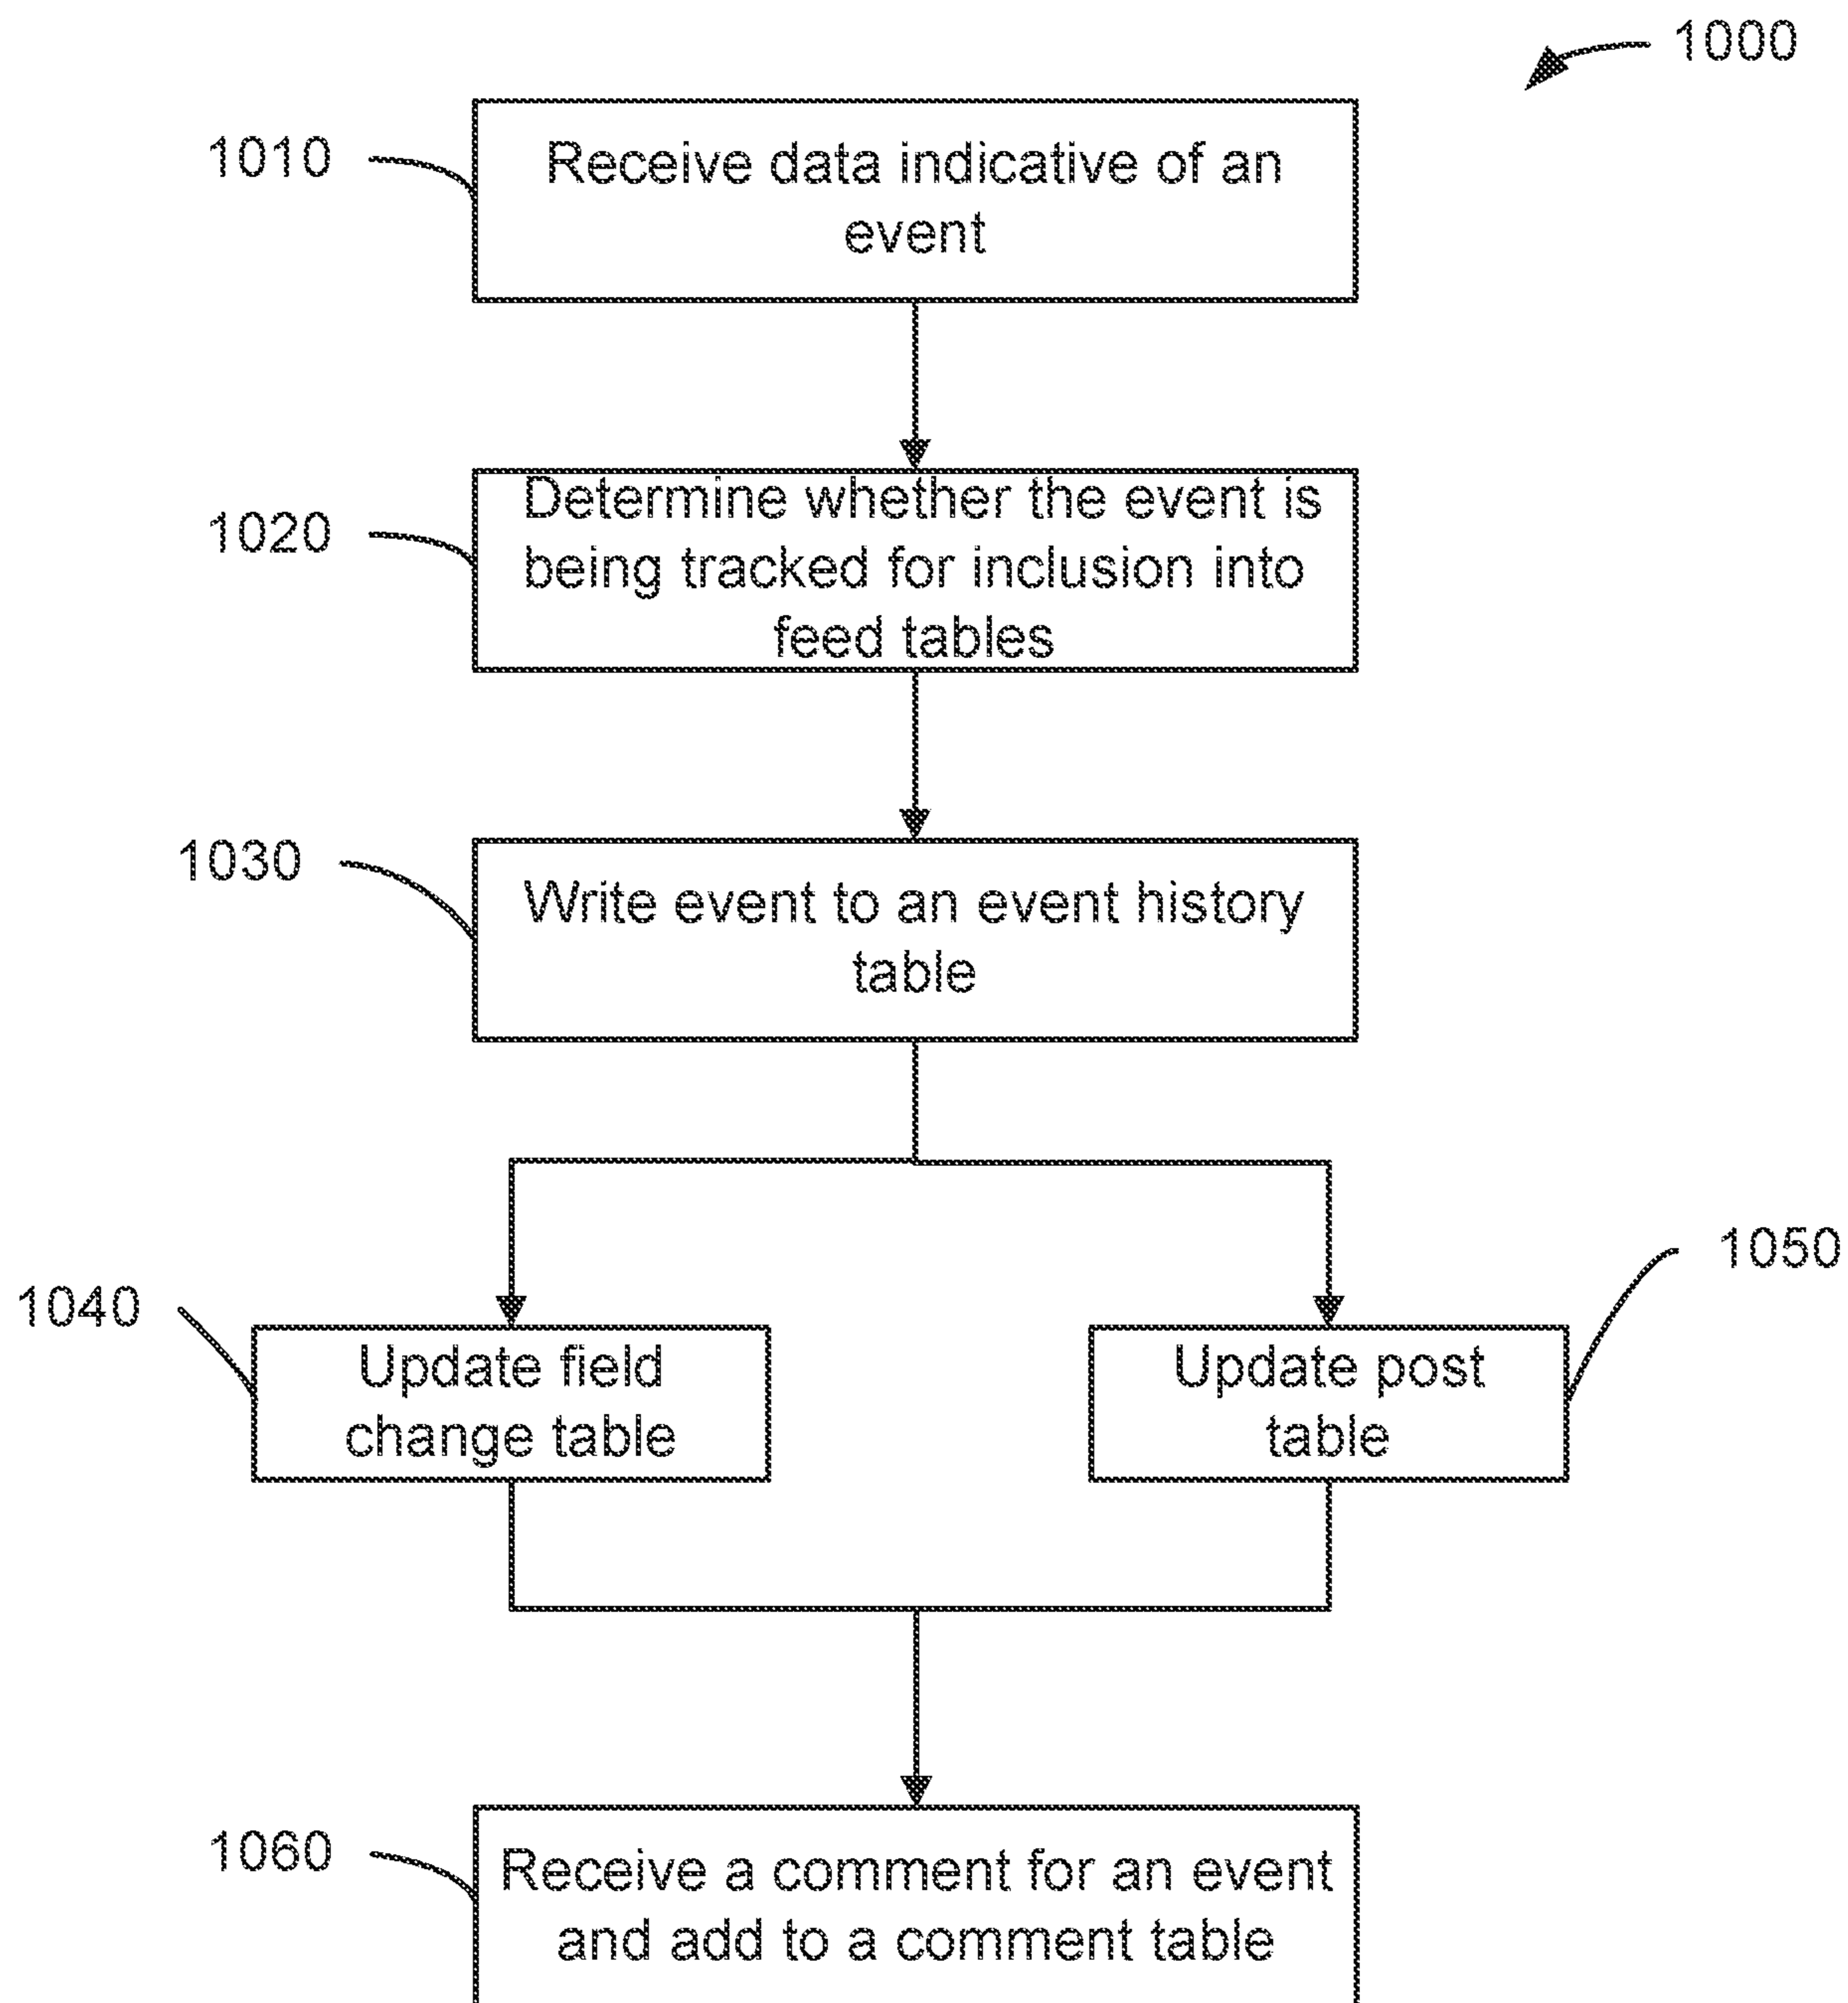 1000
1010
Receive data indicative of an
event
1020
Determine whether the event is
being tracked for inclusion into
feed tables
1030
Write event to an event history
table
1040
Update field
change table
1050
Update post
table
1060
Receive a comment for an event
and add to a comment table